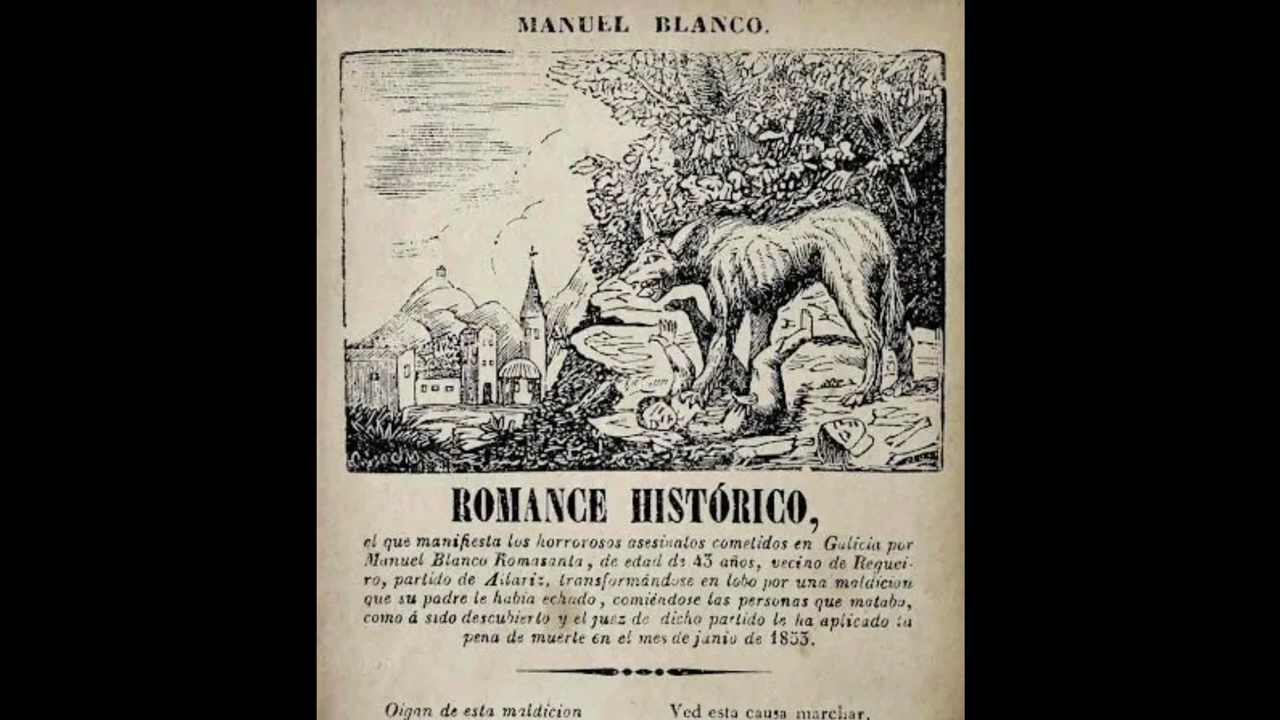 MANUEL BLANCO.
ROMANCE HISTÓRICO,
el que manifiesta los horrorosos asesinatos cometidos en Galicia por
Manuel Blanco Romasanta, de edad de 43 años, vecino de Reguei-
ro, partido de Allariz, transformándose en lobo por una maldicion
que su padre le habia echado, comiéndose las personas que mataba,
como á sido descubierto y el juez de dicho partido le ha aplicado la
pena de muerte en el mes de junio de 1853.
Oigan de esta maldicion
Ved esta causa marchar,